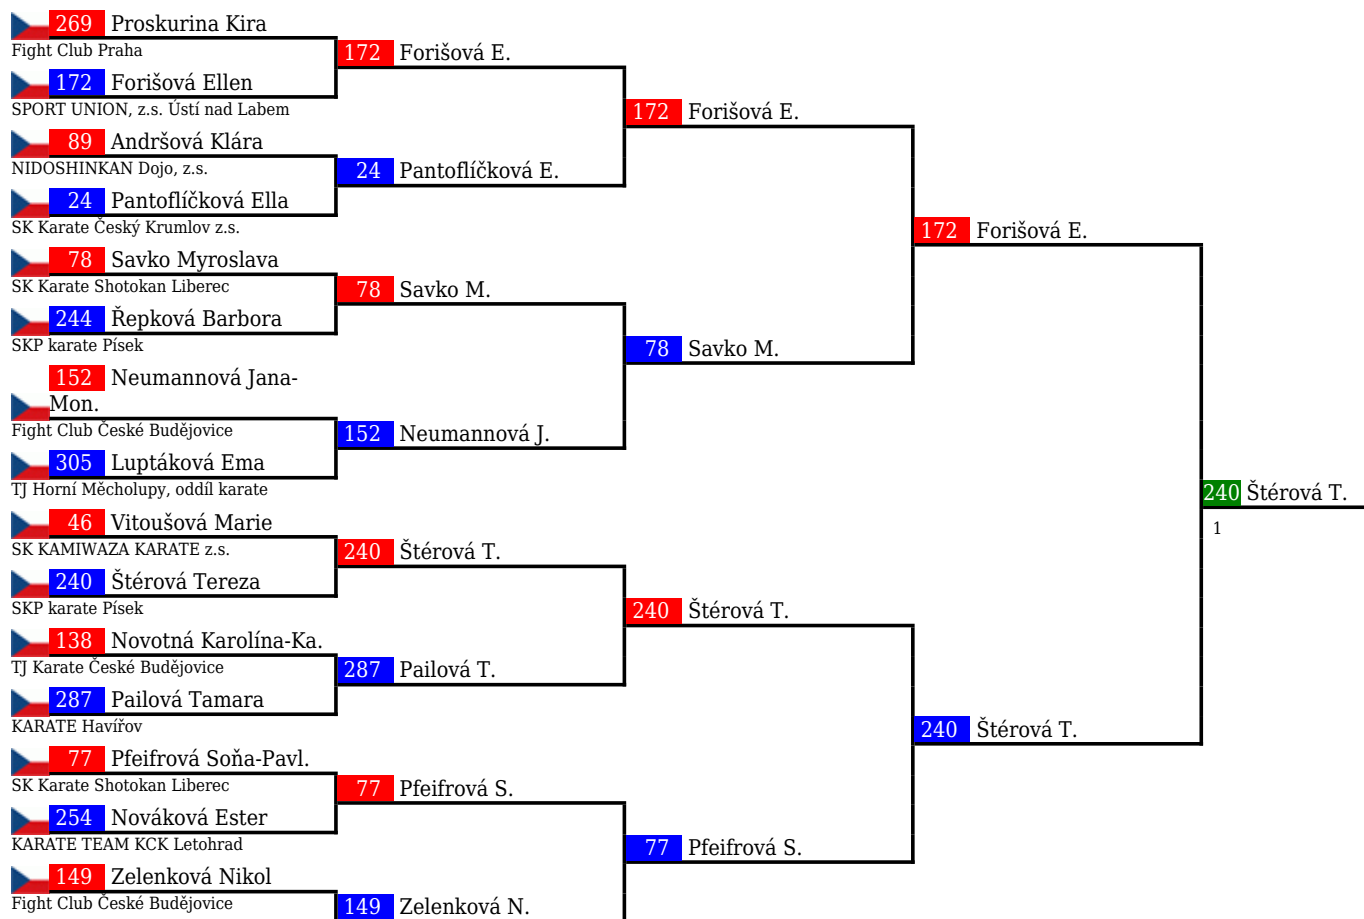 269 Proskurina Kira
Fight Club Praha
172 Forišová E.
172 Forišová Ellen
SPORT UNION, z.s. Ústí nad Labem
172 Forišová E.
89 Andršová Klára
NIDOSHINKAN Dojo, z.s.
24 Pantoflíčková E.
24 Pantoflíčková Ella
SK Karate Český Krumlov z.s.
172 Forišová E.
78 Savko Myroslava
SK Karate Shotokan Liberec
78 Savko M.
244 Řepková Barbora
SKP karate Písek
78 Savko M.
152 Neumannová Jana-
Mon.
Fight Club České Budějovice
152 Neumannová J.
305 Luptáková Ema
TJ Horní Měcholupy, oddíl karate
240 Štérová T.
1
46 Vitoušová Marie
SK KAMIWAZA KARATE z.s.
240 Štérová T.
240 Štérová Tereza
SKP karate Písek
240 Štérová T.
138 Novotná Karolína-Ka.
TJ Karate České Budějovice
287 Pailová T.
287 Pailová Tamara
KARATE Havířov
240 Štérová T.
77 Pfeifrová Soňa-Pavl.
SK Karate Shotokan Liberec
77 Pfeifrová S.
254 Nováková Ester
KARATE TEAM KCK Letohrad
77 Pfeifrová S.
149 Zelenková Nikol
Fight Club České Budějovice
149 Zelenková N.